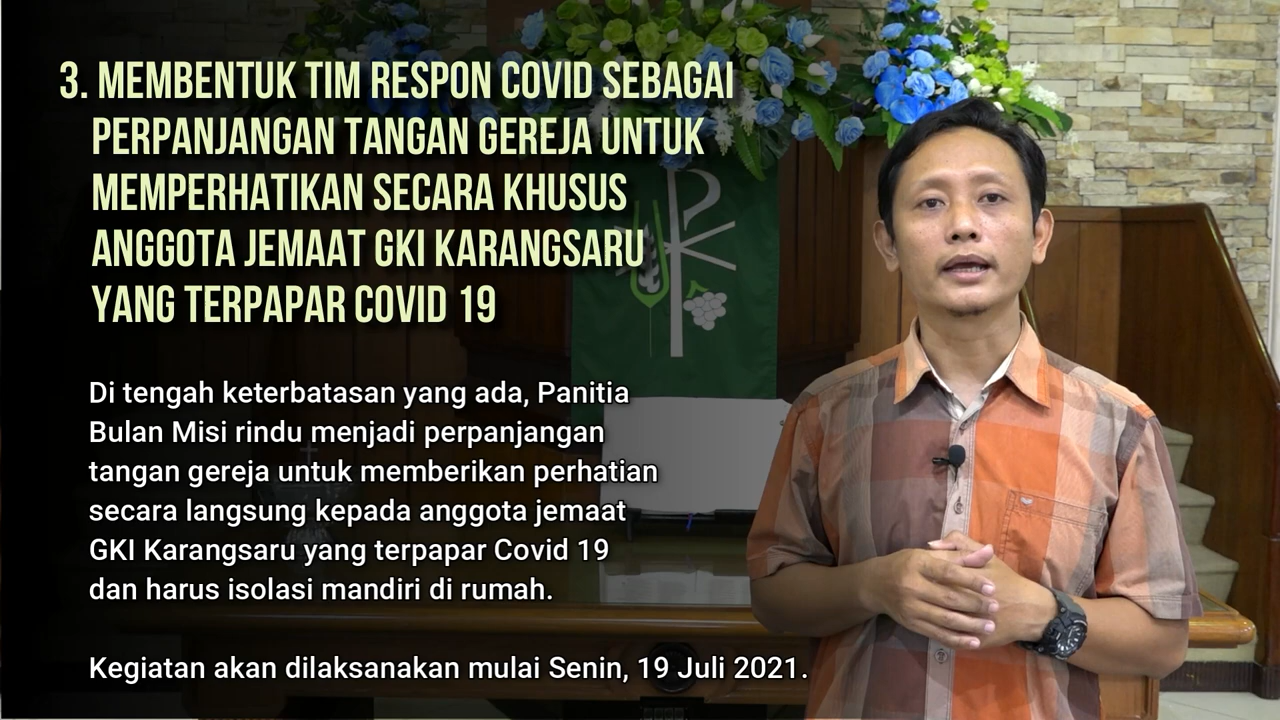 3. MEMBENTUK TIM RESPON COVID SEBAGAI
PERPANJANGAN TANGAN GEREJA UNTUK
MEMPERHATIKAN SECARA KHUSUS
ANGGOTA JEMAAT GKI KARANGSARU
YANG TERPAPAR COVID 19
Di tengah keterbatasan yang ada, Panitia
Bulan Misi rindu menjadi perpanjangan
tangan gereja untuk memberikan perhatian
secara langsung kepada anggota jemaat
GKI Karangsaru yang terpapar Covid 19
dan harus isolasi mandiri di rumah.
Kegiatan akan dilaksanakan mulai Senin, 19 Juli 2021.